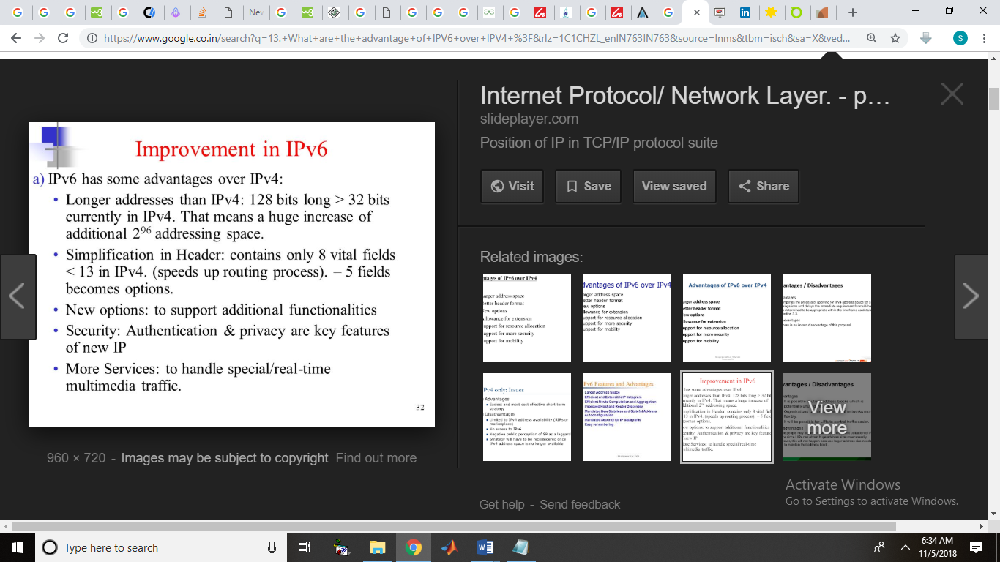 New
https://www.google.co.in/search?q=13.+What+are+the+advantage+of+IPV6+over+IPV4+%3F&rlz=1C1CHZL_enIN763IN763&source=lnms&tbm=isch&sa=X&ved...
S
Improvement in IPv6
a) IPv6 has some advantages over IPv4:
• Longer addresses than IPv4: 128 bits long > 32 bits
currently in IPv4. That means a huge increase of
additional 2^96 addressing space.
• Simplification in Header: contains only 8 vital fields
< 13 in IPv4. (speeds up routing process). – 5 fields
becomes options.
• New options: to support additional functionalities
• Security: Authentication & privacy are key features
of new IP
• More Services: to handle special/real-time
multimedia traffic.
32
960 × 720 - Images may be subject to copyright Find out more
Internet Protocol/ Network Layer. - p...
slideplayer.com
Position of IP in TCP/IP protocol suite
Visit
Save
View saved
Share
Related images:
ntages of IPv6 over IPv4
arger address space
etter header format
ew options
llowance for extension
upport for resource allocation
upport for more security
upport for mobility
dvantages of IPv6 over IPv4
arger address space
etter header format
ew options
llowance for extension
upport for resource allocation
upport for more security
upport for mobility
Advantages of IPv6 over IPv4
arger address space
etter header format
ew options
llowance for extension
upport for resource allocation
upport for more security
upport for mobility
antages / Disadvantages
Pv4 only: Issues
Advantages
Easiest and most cost effective short term
strategy
Disadvantages
Limited to IPv4 address availability (RIRs or
marketplace)
No access to IPv6
Negative public perception of SP as a laggard
Strategy will have to be reconsidered once
IPv4 address space is no longer available
Pv6 Features and Advantages
Larger Address Space
Efficient and Extensible IP datagram
Efficient Route Computation and Aggregation
Improved Host and Router Discovery
Mandated New Stateless and Stateful Address
Autoconfiguration
Mandated Security for IP datagrams
Easy renumbering
Improvement in IPv6
has some advantages over IPv4:
vantages / Disadvantages
View
more
Get help - Send feedback
Activate Windows
Go to Settings to activate Windows.
Type here to search
6:34 AM
11/5/2018